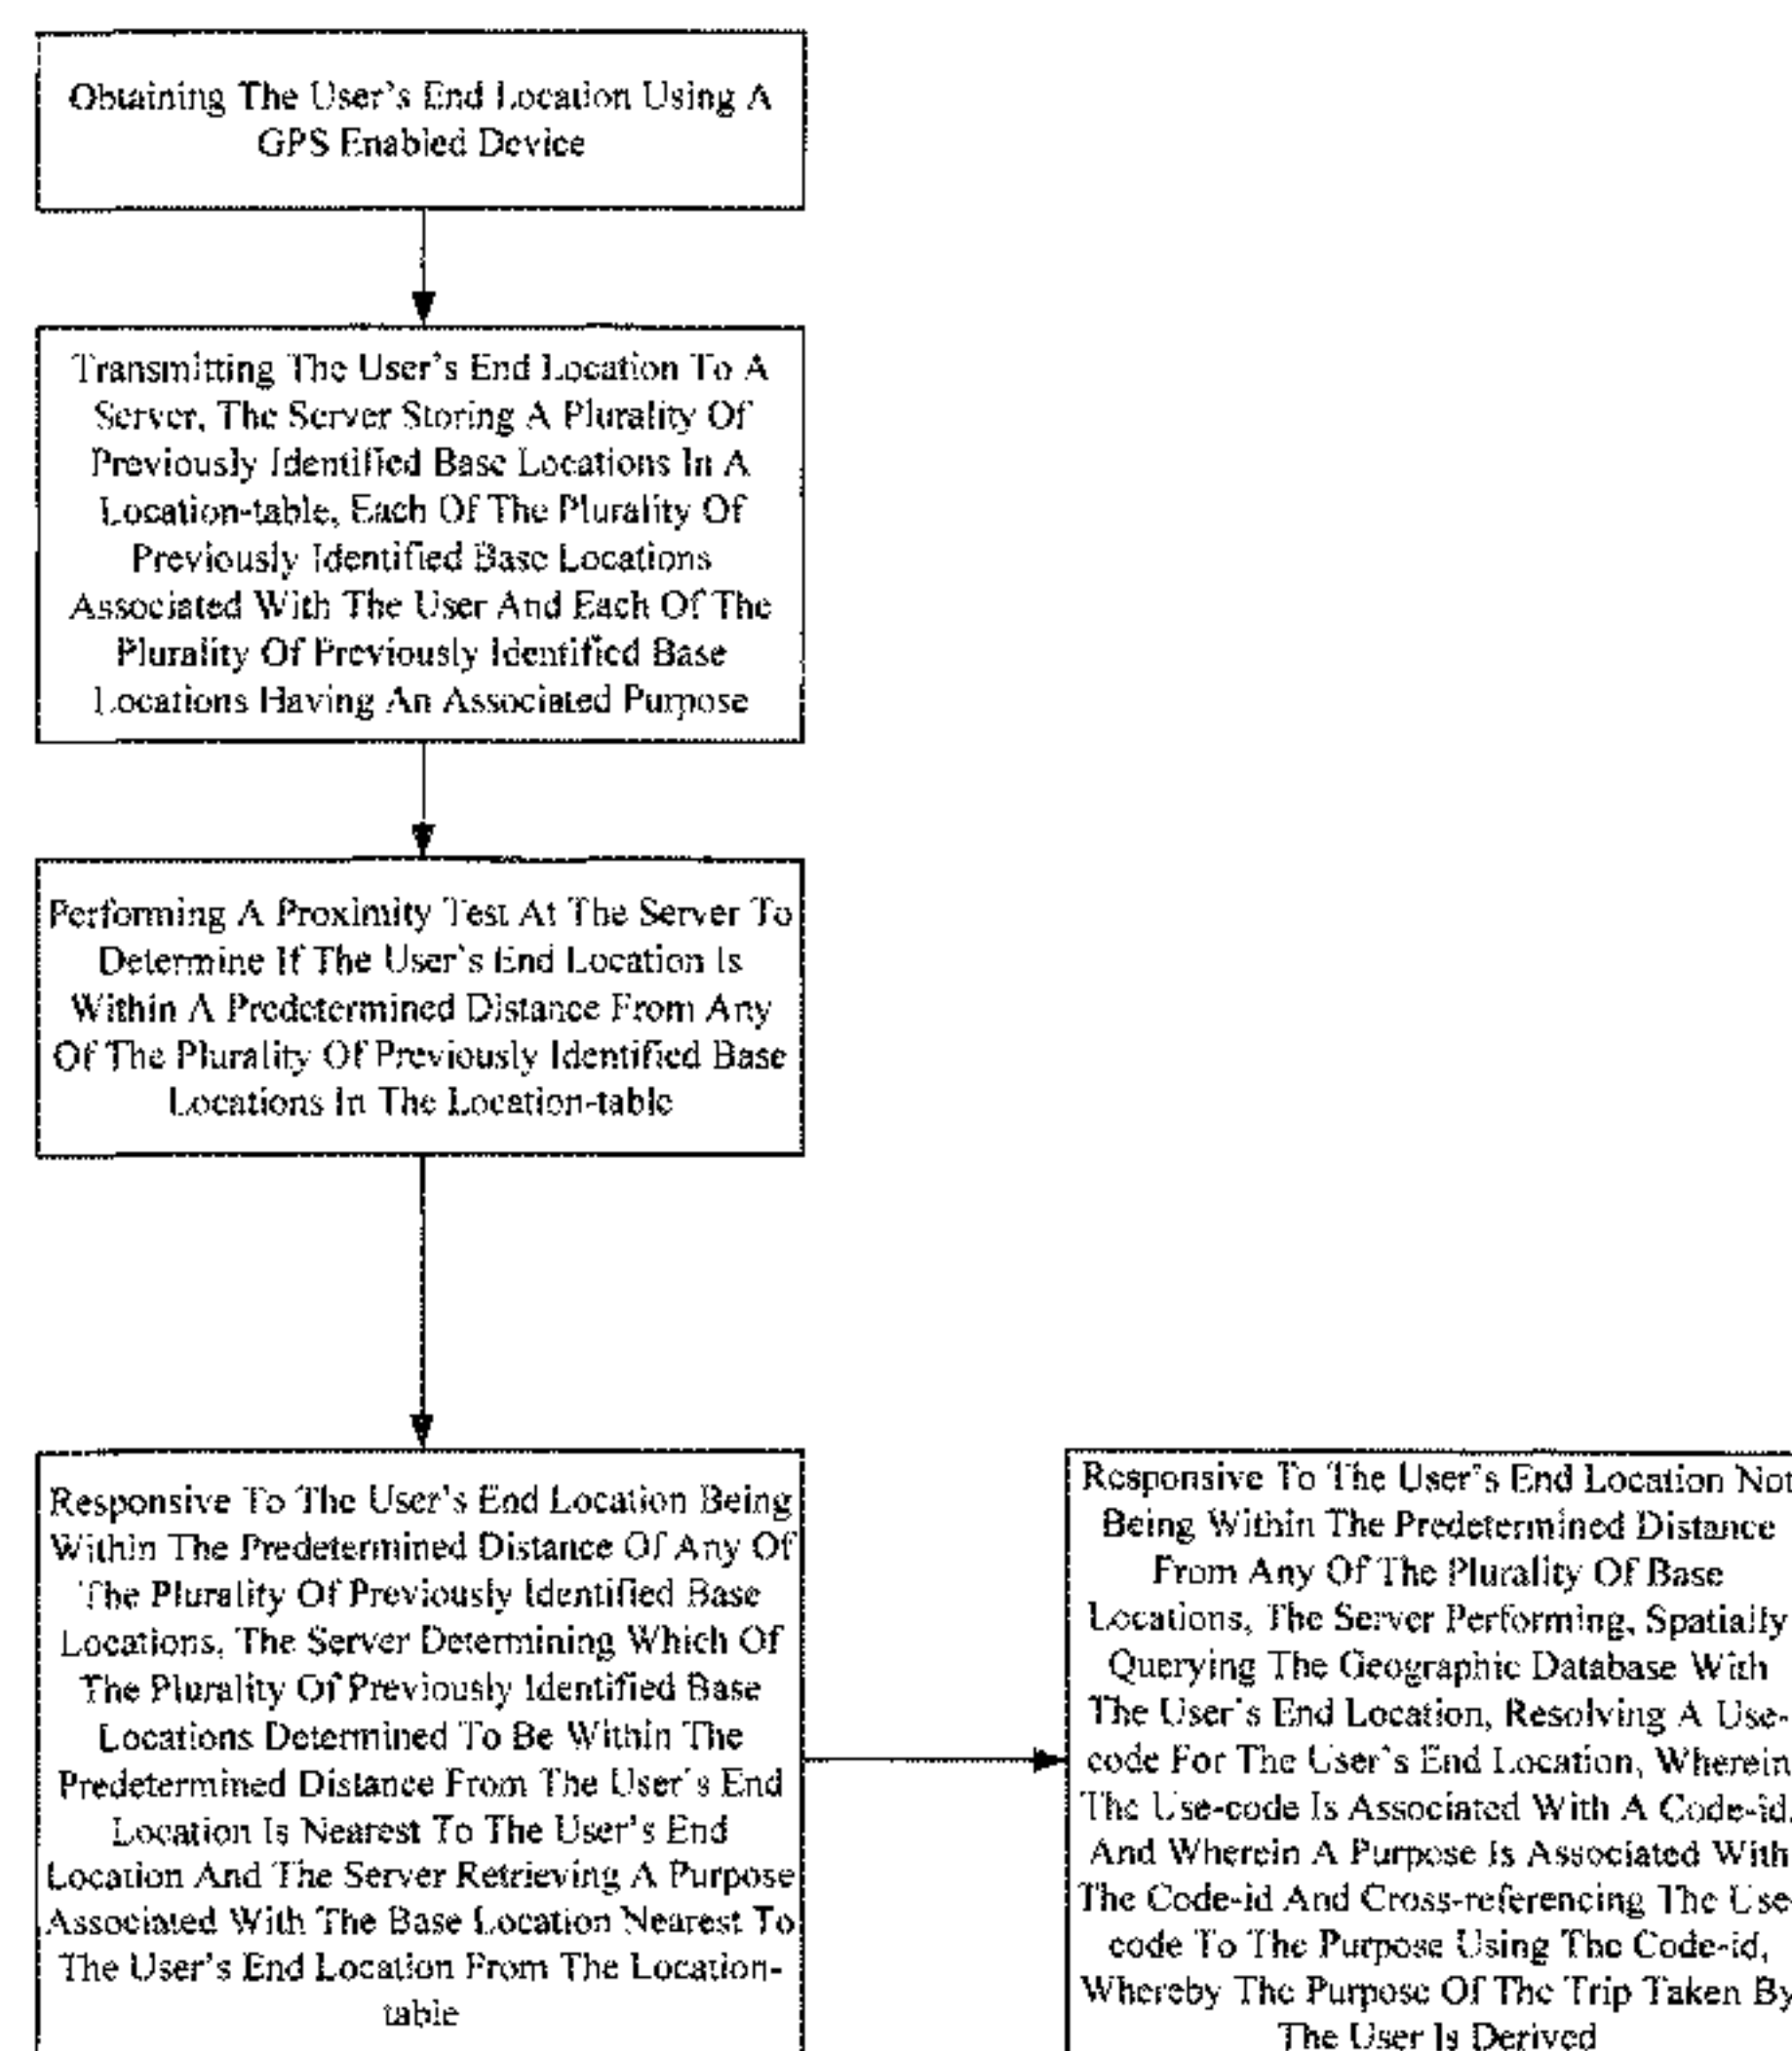 Obtaining The User's End Location Using A
GPS Enabled Device
Transmitting The User's End Location To A
Server, The Server Storing A Plurality Of
Previously Identified Base Locations In A
Location-table, Each Of The Plurality Of
Previously Identified Base Locations
Associated With The User And Each Of The
Plurality Of Previously Identified Base
Locations Having An Associated Purpose
Performing A Proximity Test At The Server To
Determine If The User's End Location Is
Within A Predetermined Distance From Any
Of The Plurality Of Previously Identified Base
Locations In The Location-table
Responsive To The User's End Location Being
Within The Predetermined Distance Of Any Of
The Plurality Of Previously Identified Base
Locations, The Server Determining Which Of
The Plurality Of Previously Identified Base
Locations Determined To Be Within The
Predetermined Distance From The User's End
Location Is Nearest To The User's End
Location And The Server Retrieving A Purpose
Associated With The Base Location Nearest To
The User's End Location From The Location-
table
Responsive To The User's End Location Not
Being Within The Predetermined Distance
From Any Of The Plurality Of Base
Locations, The Server Performing, Spatially
Querying The Geographic Database With
The User's End Location, Resolving A Use-
code For The User's End Location, Wherein
The Use-code Is Associated With A Code-id,
And Wherein A Purpose Is Associated With
The Code-id And Cross-referencing The Use-
code To The Purpose Using The Code-id,
Whereby The Purpose Of The Trip Taken By
The User Is Derived